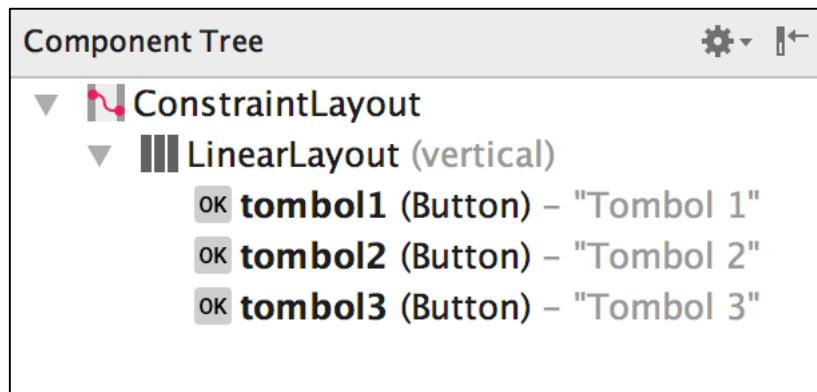 Component Tree
ConstraintLayout
LinearLayout (vertical)
OK tombol1 (Button) – "Tombol 1"
OK tombol2 (Button) – "Tombol 2"
OK tombol3 (Button) – "Tombol 3"